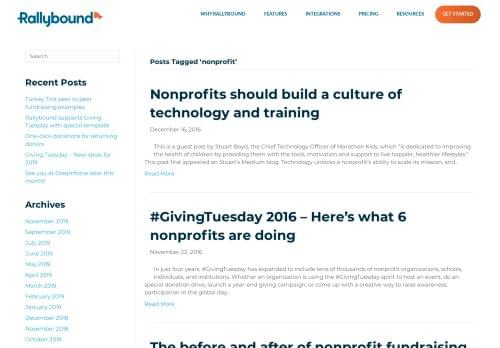 Rallybound
WHY RALLYBOUND
FEATURES
INTEGRATIONS
PRICING
RESOURCES
GET STARTED
Search
Recent Posts
Turkey Trot peer to peer
fundraising examples
Rallybound supports Giving
Tuesday with special template
One-click donations for returning
donors
Giving Tuesday – New ideas for
2019
See you at Dreamforce later this
month!
Archives
November 2019
September 2019
July 2019
June 2019
May 2019
April 2019
March 2019
February 2019
January 2019
December 2018
November 2018
October 2018
Posts Tagged 'nonprofit'
Nonprofits should build a culture of
technology and training
December 16, 2016
This is a guest post by Stuart Boyd, the Chief Technology Officer of Marathon Kids, which "is dedicated to improving
the health of children by providing them with the tools, motivation and support to live happier, healthier lifestyles."
This post first appeared on Stuart's Medium blog. Technology unlocks a nonprofit's ability to scale its mission, and…
Read More
#GivingTuesday 2016 – Here's what 6
nonprofits are doing
November 22, 2016
In just four years, #GivingTuesday has expanded to include tens of thousands of nonprofit organizations, schools,
individuals, and institutions. Whether an organization is using the #GivingTuesday spirit to host an event, do an
special donation drive, launch a year-end giving campaign, or come up with a creative way to raise awareness,
participation in the global day…
Read More
The before and after of nonprofit fundraising